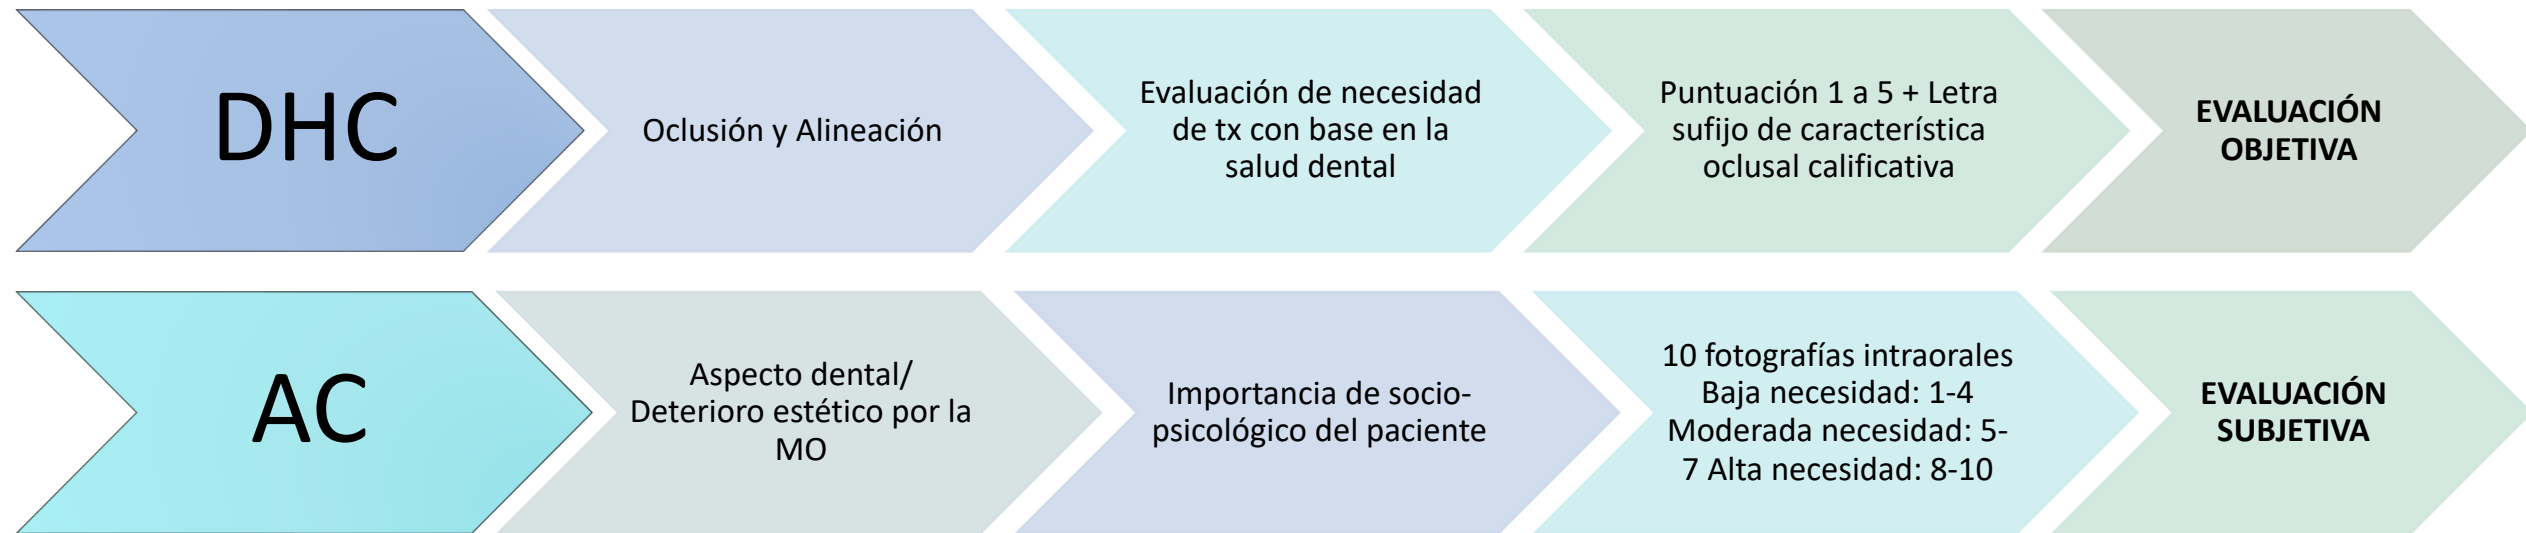 DHC
Oclusión y Alineación
Evaluación de necesidad
de tx con base en la
salud dental
Puntuación 1 a 5 + Letra
sufijo de característica
oclusal calificativa
EVALUACIÓN
OBJETIVA
AC
Aspecto dental/
Deterioro estético por la
MO
Importancia de socio-
psicológico del paciente
10 fotografías intraorales
Baja necesidad: 1-4
Moderada necesidad: 5-
7 Alta necesidad: 8-10
EVALUACIÓN
SUBJETIVA